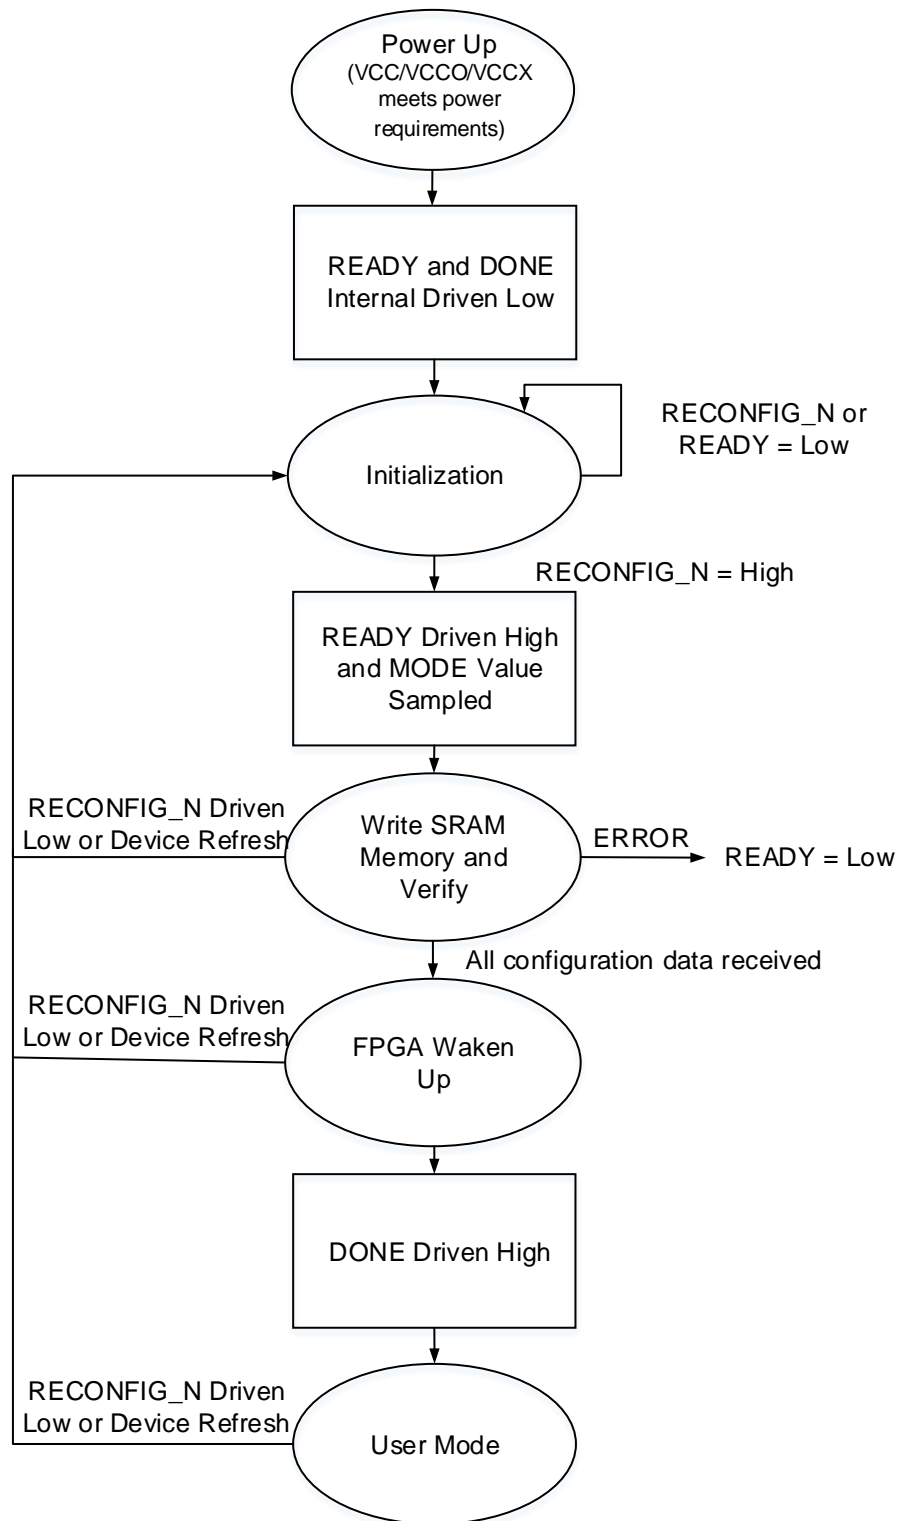 Power Up
(VCC/VCCO/VCCX
meets power
requirements)
READY and DONE
Internal Driven Low
RECONFIG_N or
READY = Low
Initialization
RECONFIG_N = High
READY Driven High
and MODE Value
Sampled
RECONFIG_N Driven
Low or Device Refresh
Write SRAM
Memory and
Verify
ERROR
READY = Low
All configuration data received
RECONFIG_N Driven
Low or Device Refresh
FPGA Waken
Up
DONE Driven High
RECONFIG_N Driven
Low or Device Refresh
User Mode